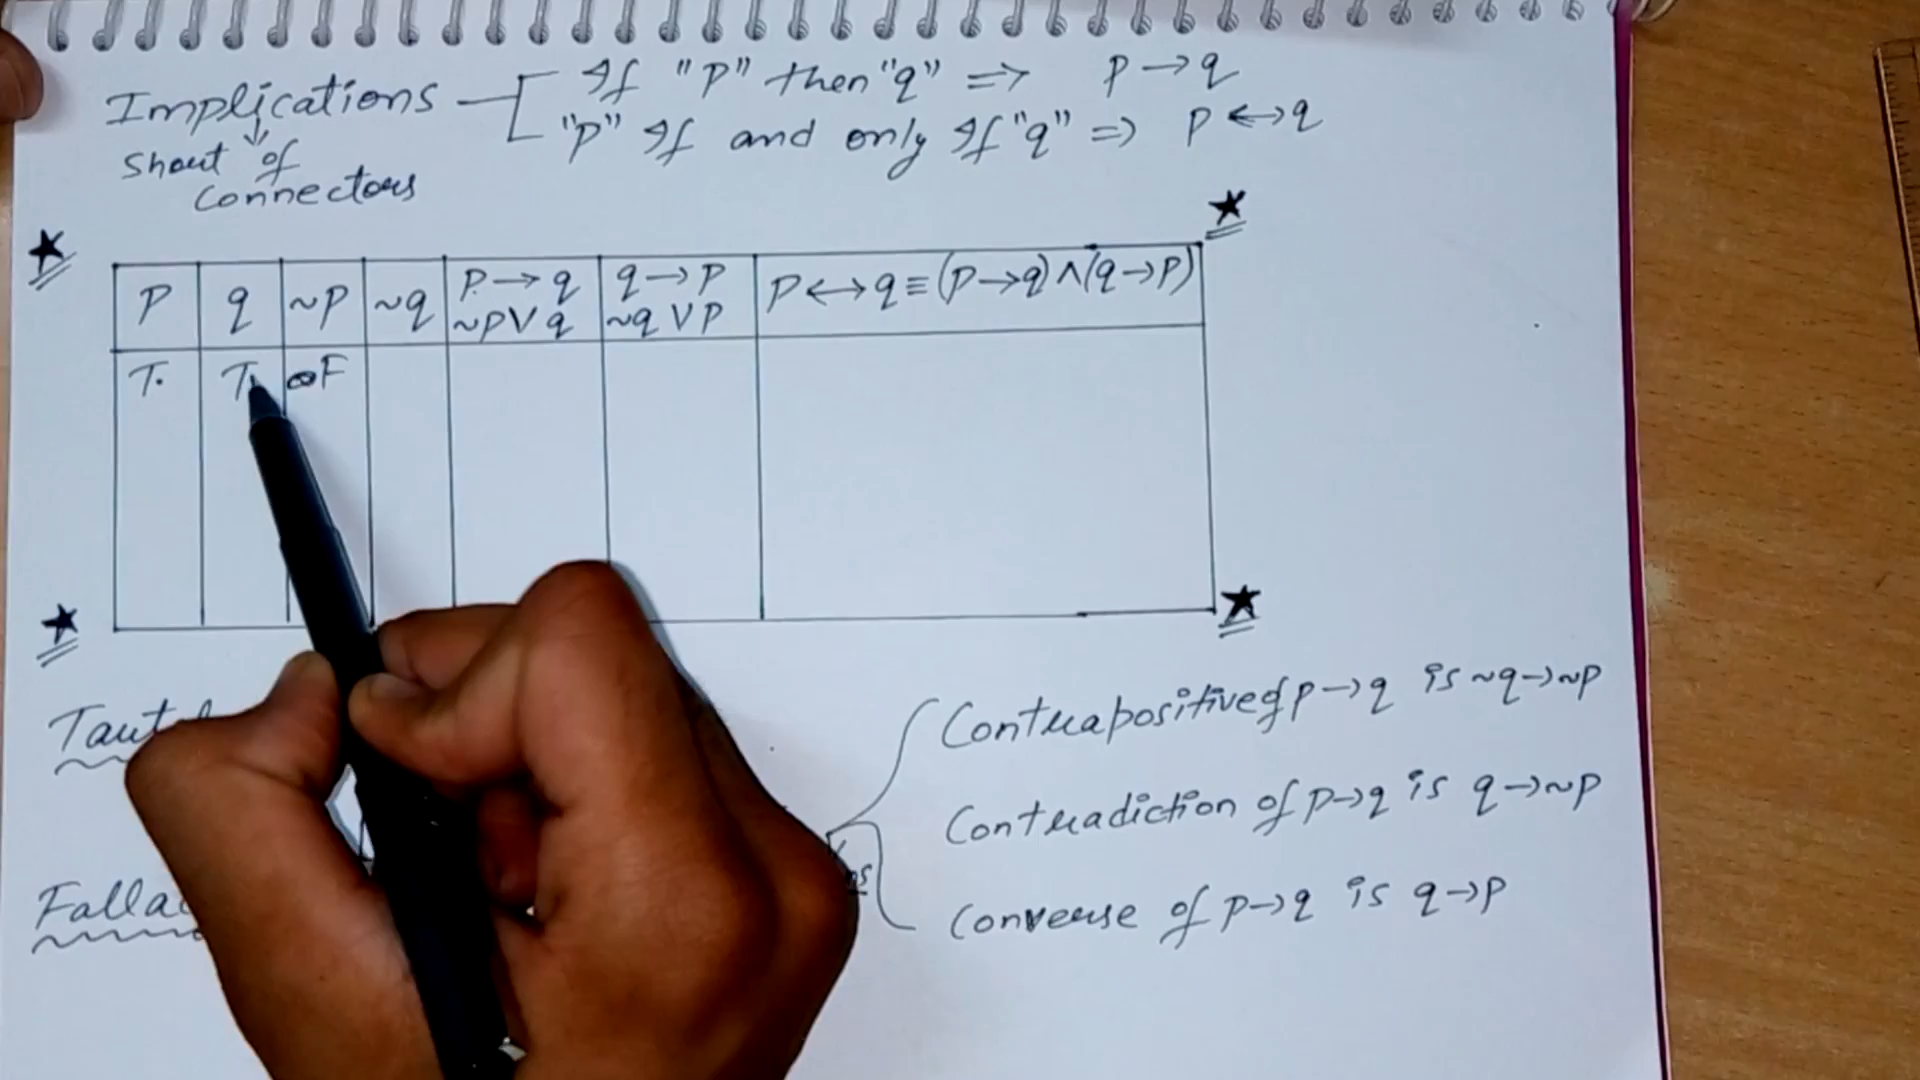 Implications
If "p" then "q" => p → q
"p" If and only If "q" => p ↔ q
Short of
Connectors
p q ~p ~q p → q q → p p ↔ q ≡ (p → q) ∧ (q → p)
~p ∨ q ~q ∨ p
T T F
Contrapositive of p → q is ~q → ~p
Contradiction of p → q is q → ~p
Converse of p → q is q → p